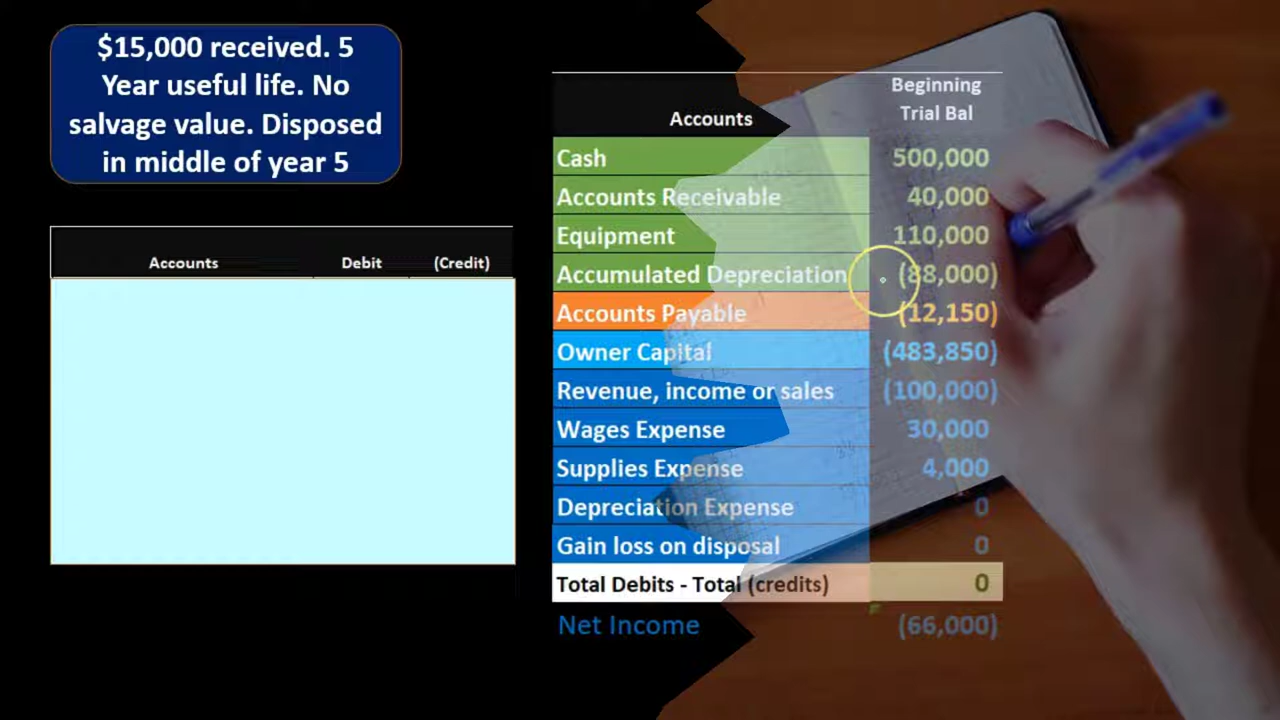 $15,000 received. 5
Year useful life. No
salvage value. Disposed
in middle of year 5
Accounts Debit (Credit)
Beginning
Accounts Trial Bal
Cash 500,000
Accounts Receivable 40,000
Equipment 110,000
Accumulated Depreciation (88,000)
Accounts Payable (12,150)
Owner Capital (483,850)
Revenue, income or sales (100,000)
Wages Expense 30,000
Supplies Expense 4,000
Depreciation Expense 0
Gain loss on disposal 0
Total Debits - Total (credits) 0
Net Income (66,000)